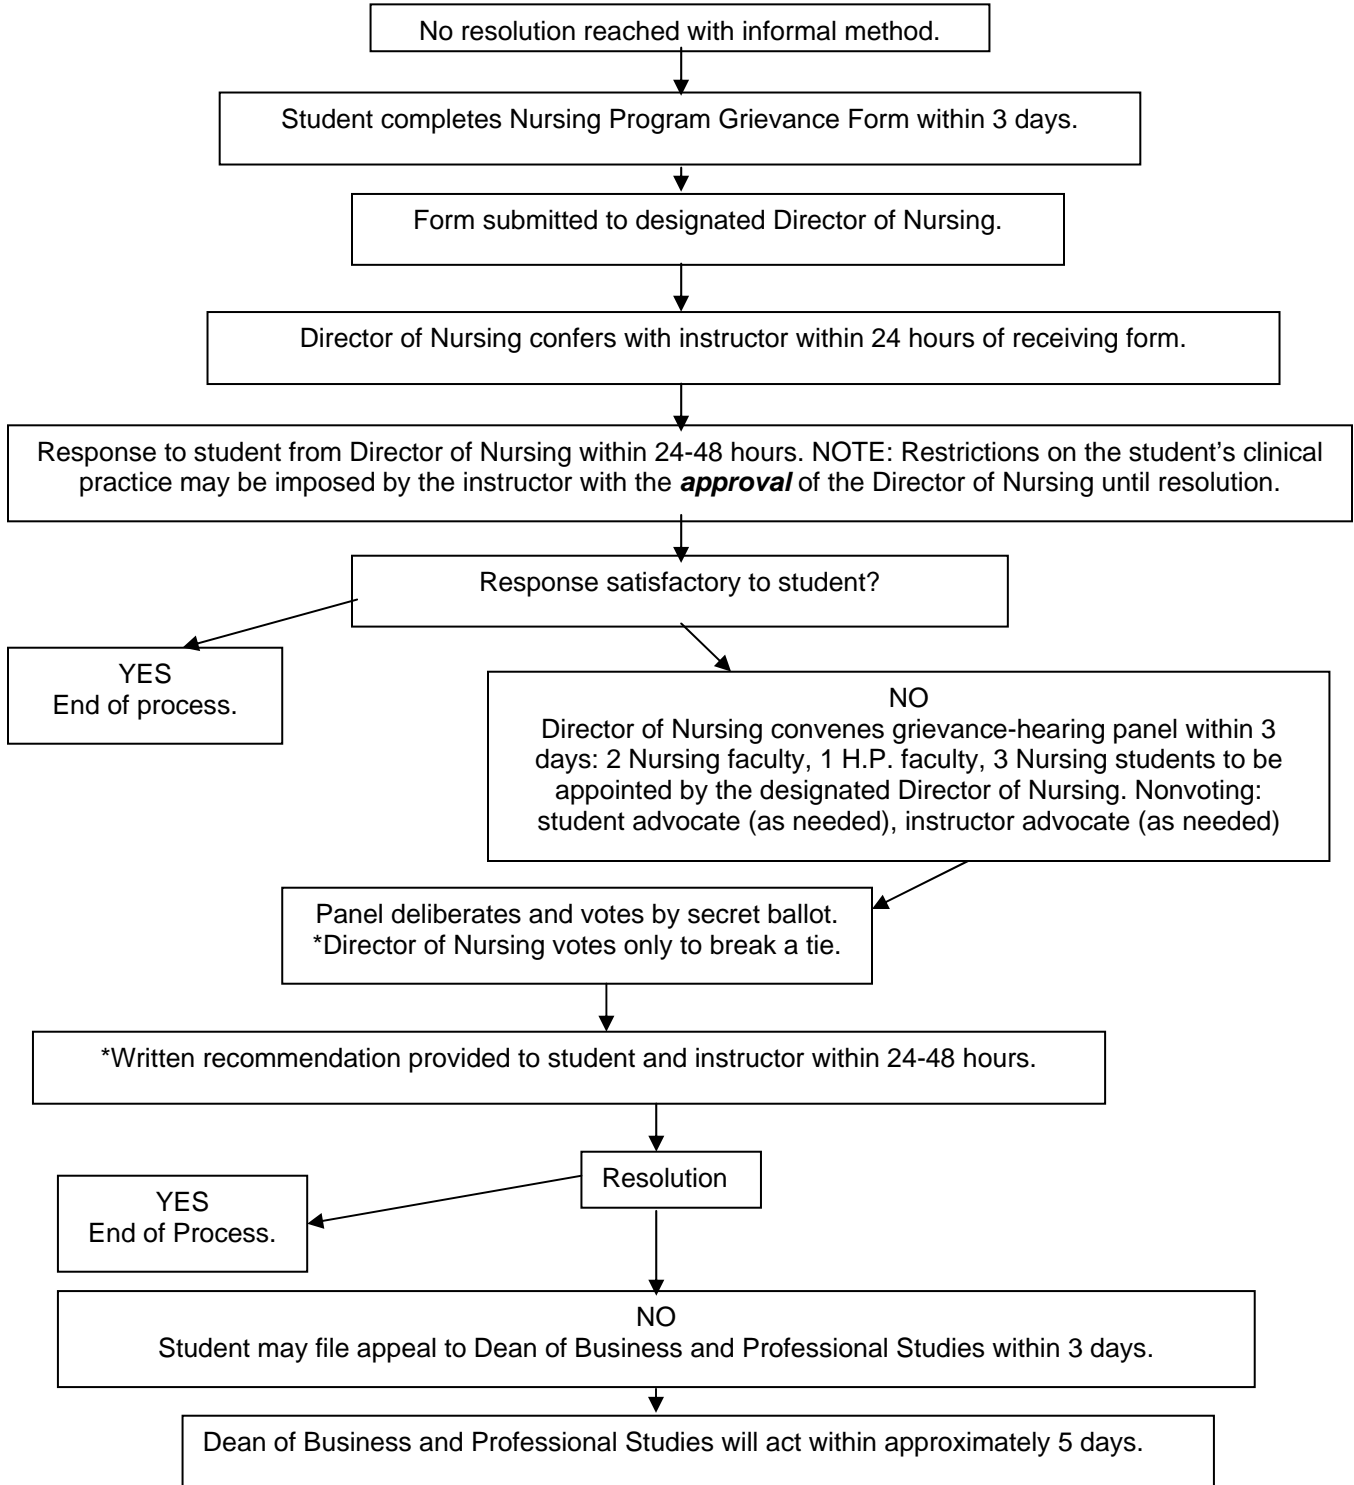 No resolution reached with informal method.
Student completes Nursing Program Grievance Form within 3 days.
Form submitted to designated Director of Nursing.
Director of Nursing confers with instructor within 24 hours of receiving form.
Response to student from Director of Nursing within 24-48 hours. NOTE: Restrictions on the student’s clinical
practice may be imposed by the instructor with the approval of the Director of Nursing until resolution.
Response satisfactory to student?
YES
End of process.
NO
Director of Nursing convenes grievance-hearing panel within 3
days: 2 Nursing faculty, 1 H.P. faculty, 3 Nursing students to be
appointed by the designated Director of Nursing. Nonvoting:
student advocate (as needed), instructor advocate (as needed)
Panel deliberates and votes by secret ballot.
*Director of Nursing votes only to break a tie.
*Written recommendation provided to student and instructor within 24-48 hours.
Resolution
YES
End of Process.
NO
Student may file appeal to Dean of Business and Professional Studies within 3 days.
Dean of Business and Professional Studies will act within approximately 5 days.